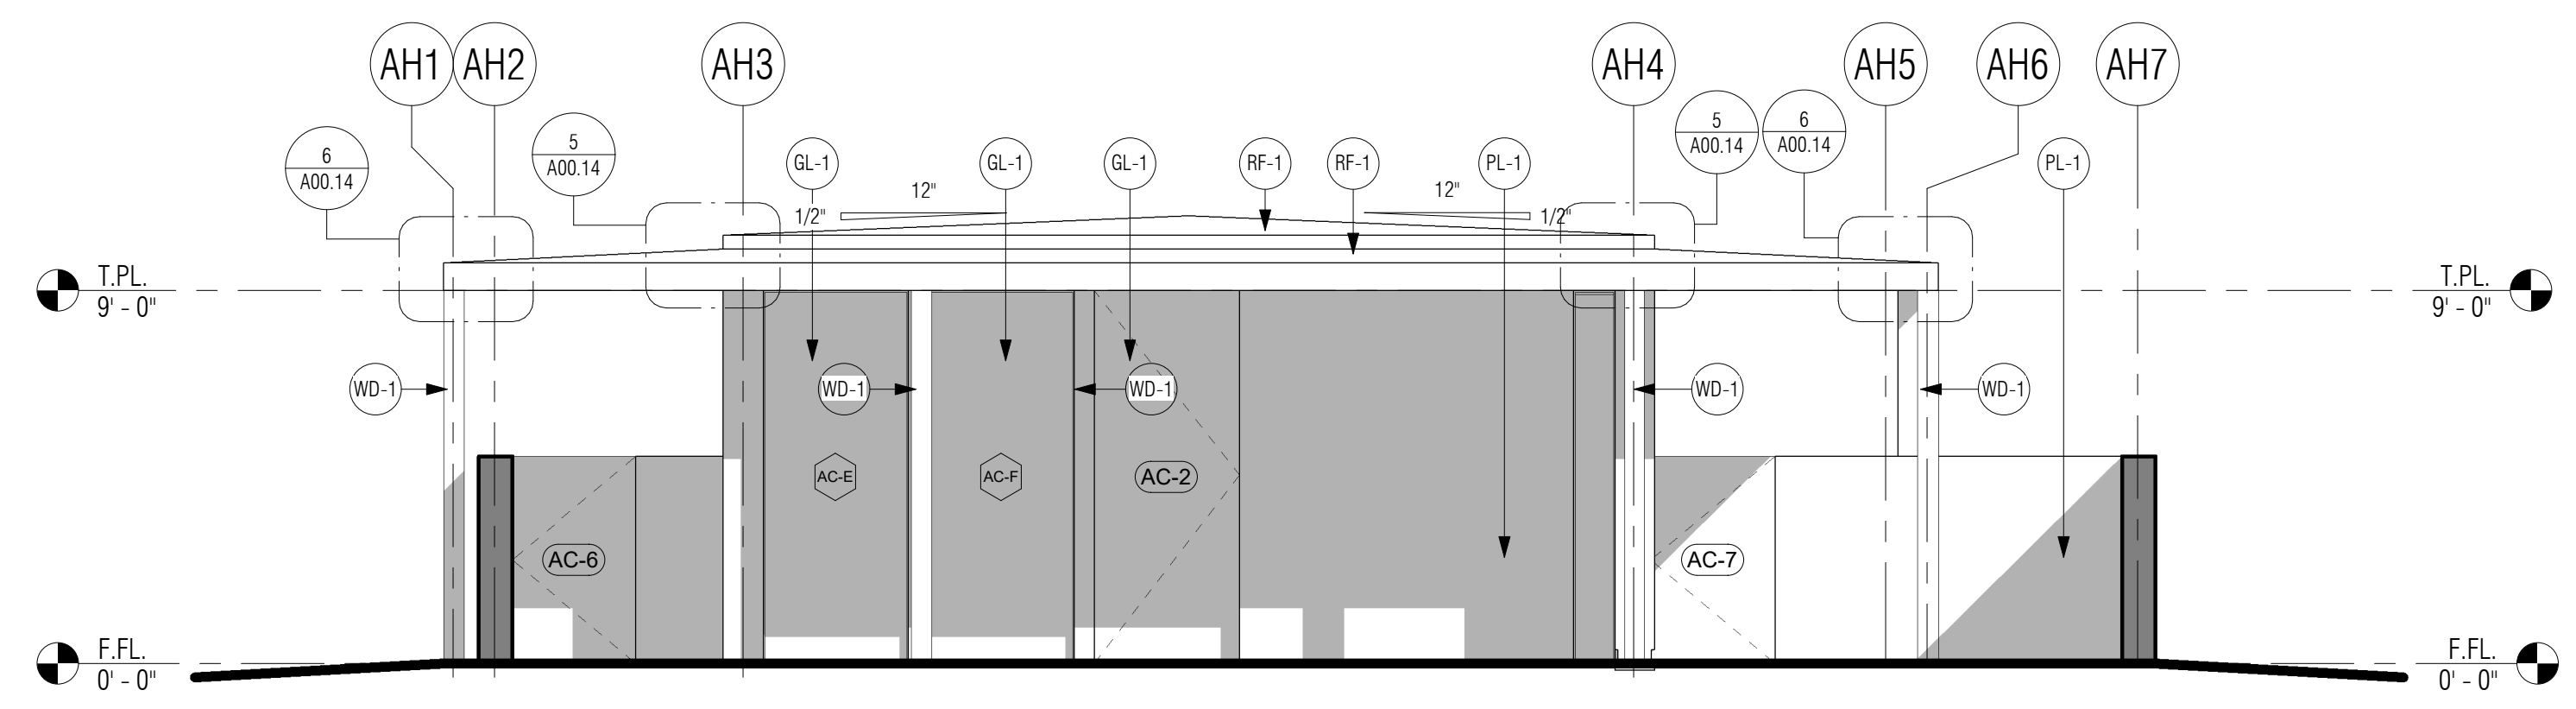 AH1
AH2
AH3
AH4
AH5
AH6
AH7
6
A00.14
5
A00.14
GL-1
GL-1
GL-1
RF-1
RF-1
PL-1
5
A00.14
6
A00.14
PL-1
12"
1/2"
12"
1/2"
T.PL.
9' - 0"
T.PL.
9' - 0"
WD-1
WD-1
WD-1
WD-1
WD-1
AC-E
AC-F
AC-2
AC-6
AC-7
F.FL.
0' - 0"
F.FL.
0' - 0"